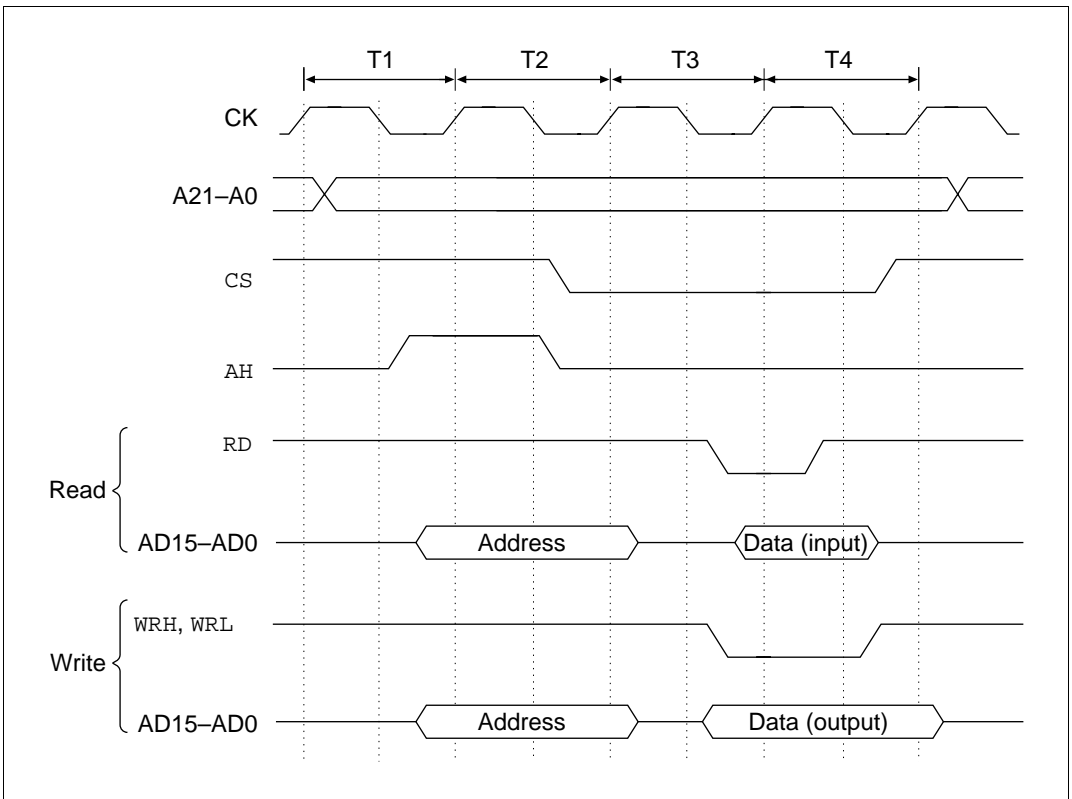 T1 T2 T3 T4
CK
A21–A0
CS
AH
RD
Read
AD15–AD0 Address Data (input)
WRH, WRL
Write
AD15–AD0 Address Data (output)